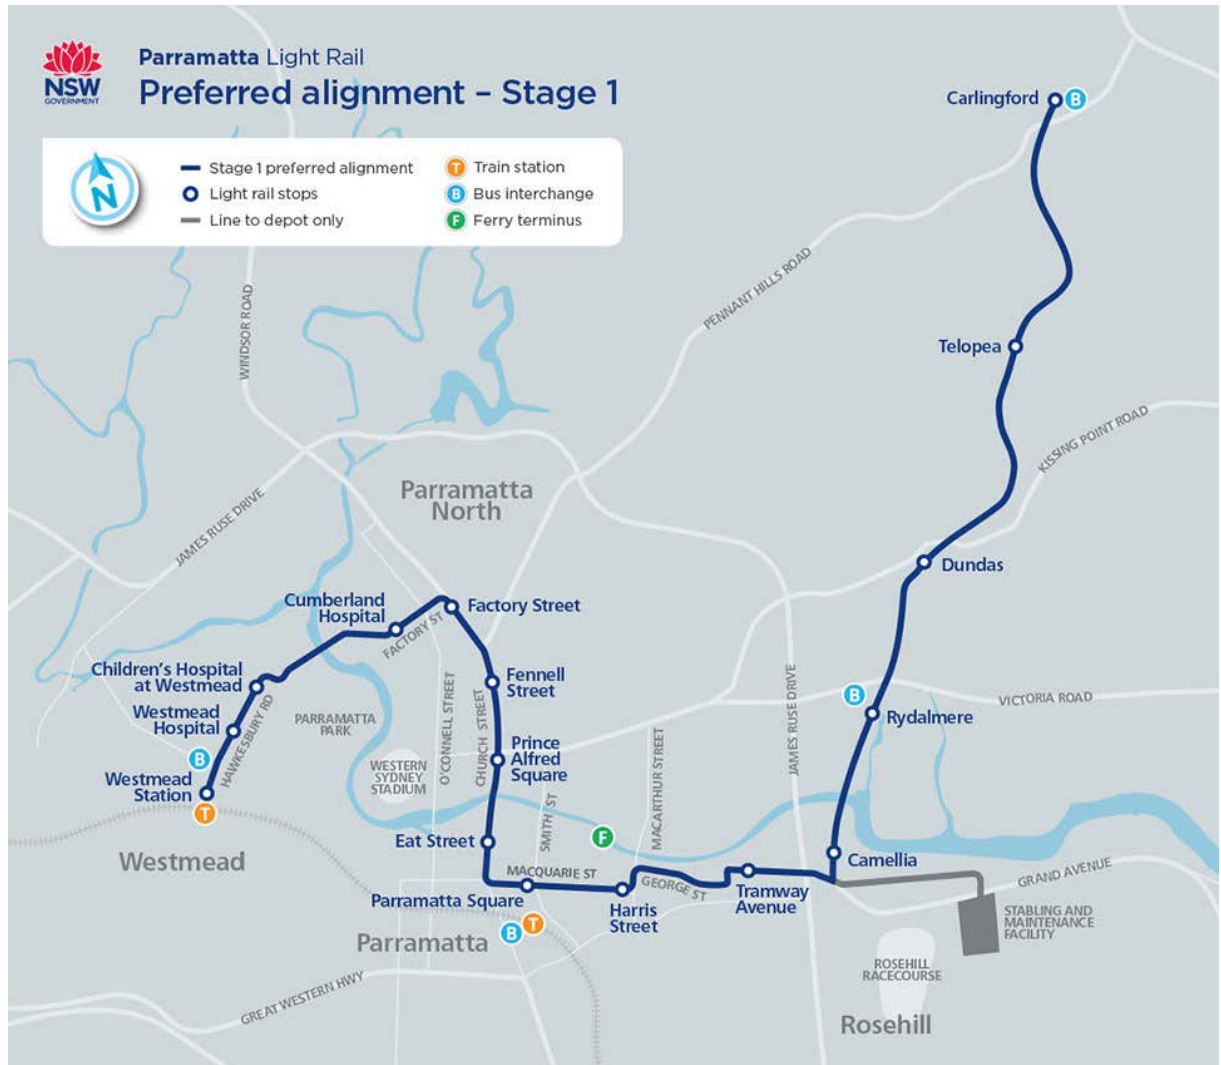 Parramatta Light Rail
Preferred alignment – Stage 1
NSW
GOVERNMENT
N
Stage 1 preferred alignment
Light rail stops
Line to depot only
T Train station
B Bus interchange
F Ferry terminus
Carlingford
B
WINDSOR ROAD
PENNANT HILLS ROAD
Telopea
KISSING POINT ROAD
Parramatta
North
JAMES RUSE DRIVE
Dundas
Cumberland
Hospital
Factory Street
FACTORY ST
Children's Hospital
at Westmead
Fennell
Street
Westmead
Hospital
HAWKESBURY RD
PARRAMATTA
PARK
O'CONNELL STREET
CHURCH STREET
JAMES RUSE DRIVE
VICTORIA ROAD
B
Rydalmere
B
Westmead
Station
T
WESTERN
SYDNEY
STADIUM
Prince
Alfred
Square
MACARTHUR STREET
SMITH ST
F
Westmead
Eat Street
Camellia
MACQUARIE ST
GEORGE ST
Parramatta Square
Harris
Street
Tramway
Avenue
GRAND AVENUE
STABLING AND
MAINTENANCE
FACILITY
Parramatta
B
T
ROSEHILL
RACECOURSE
GREAT WESTERN HWY
Rosehill